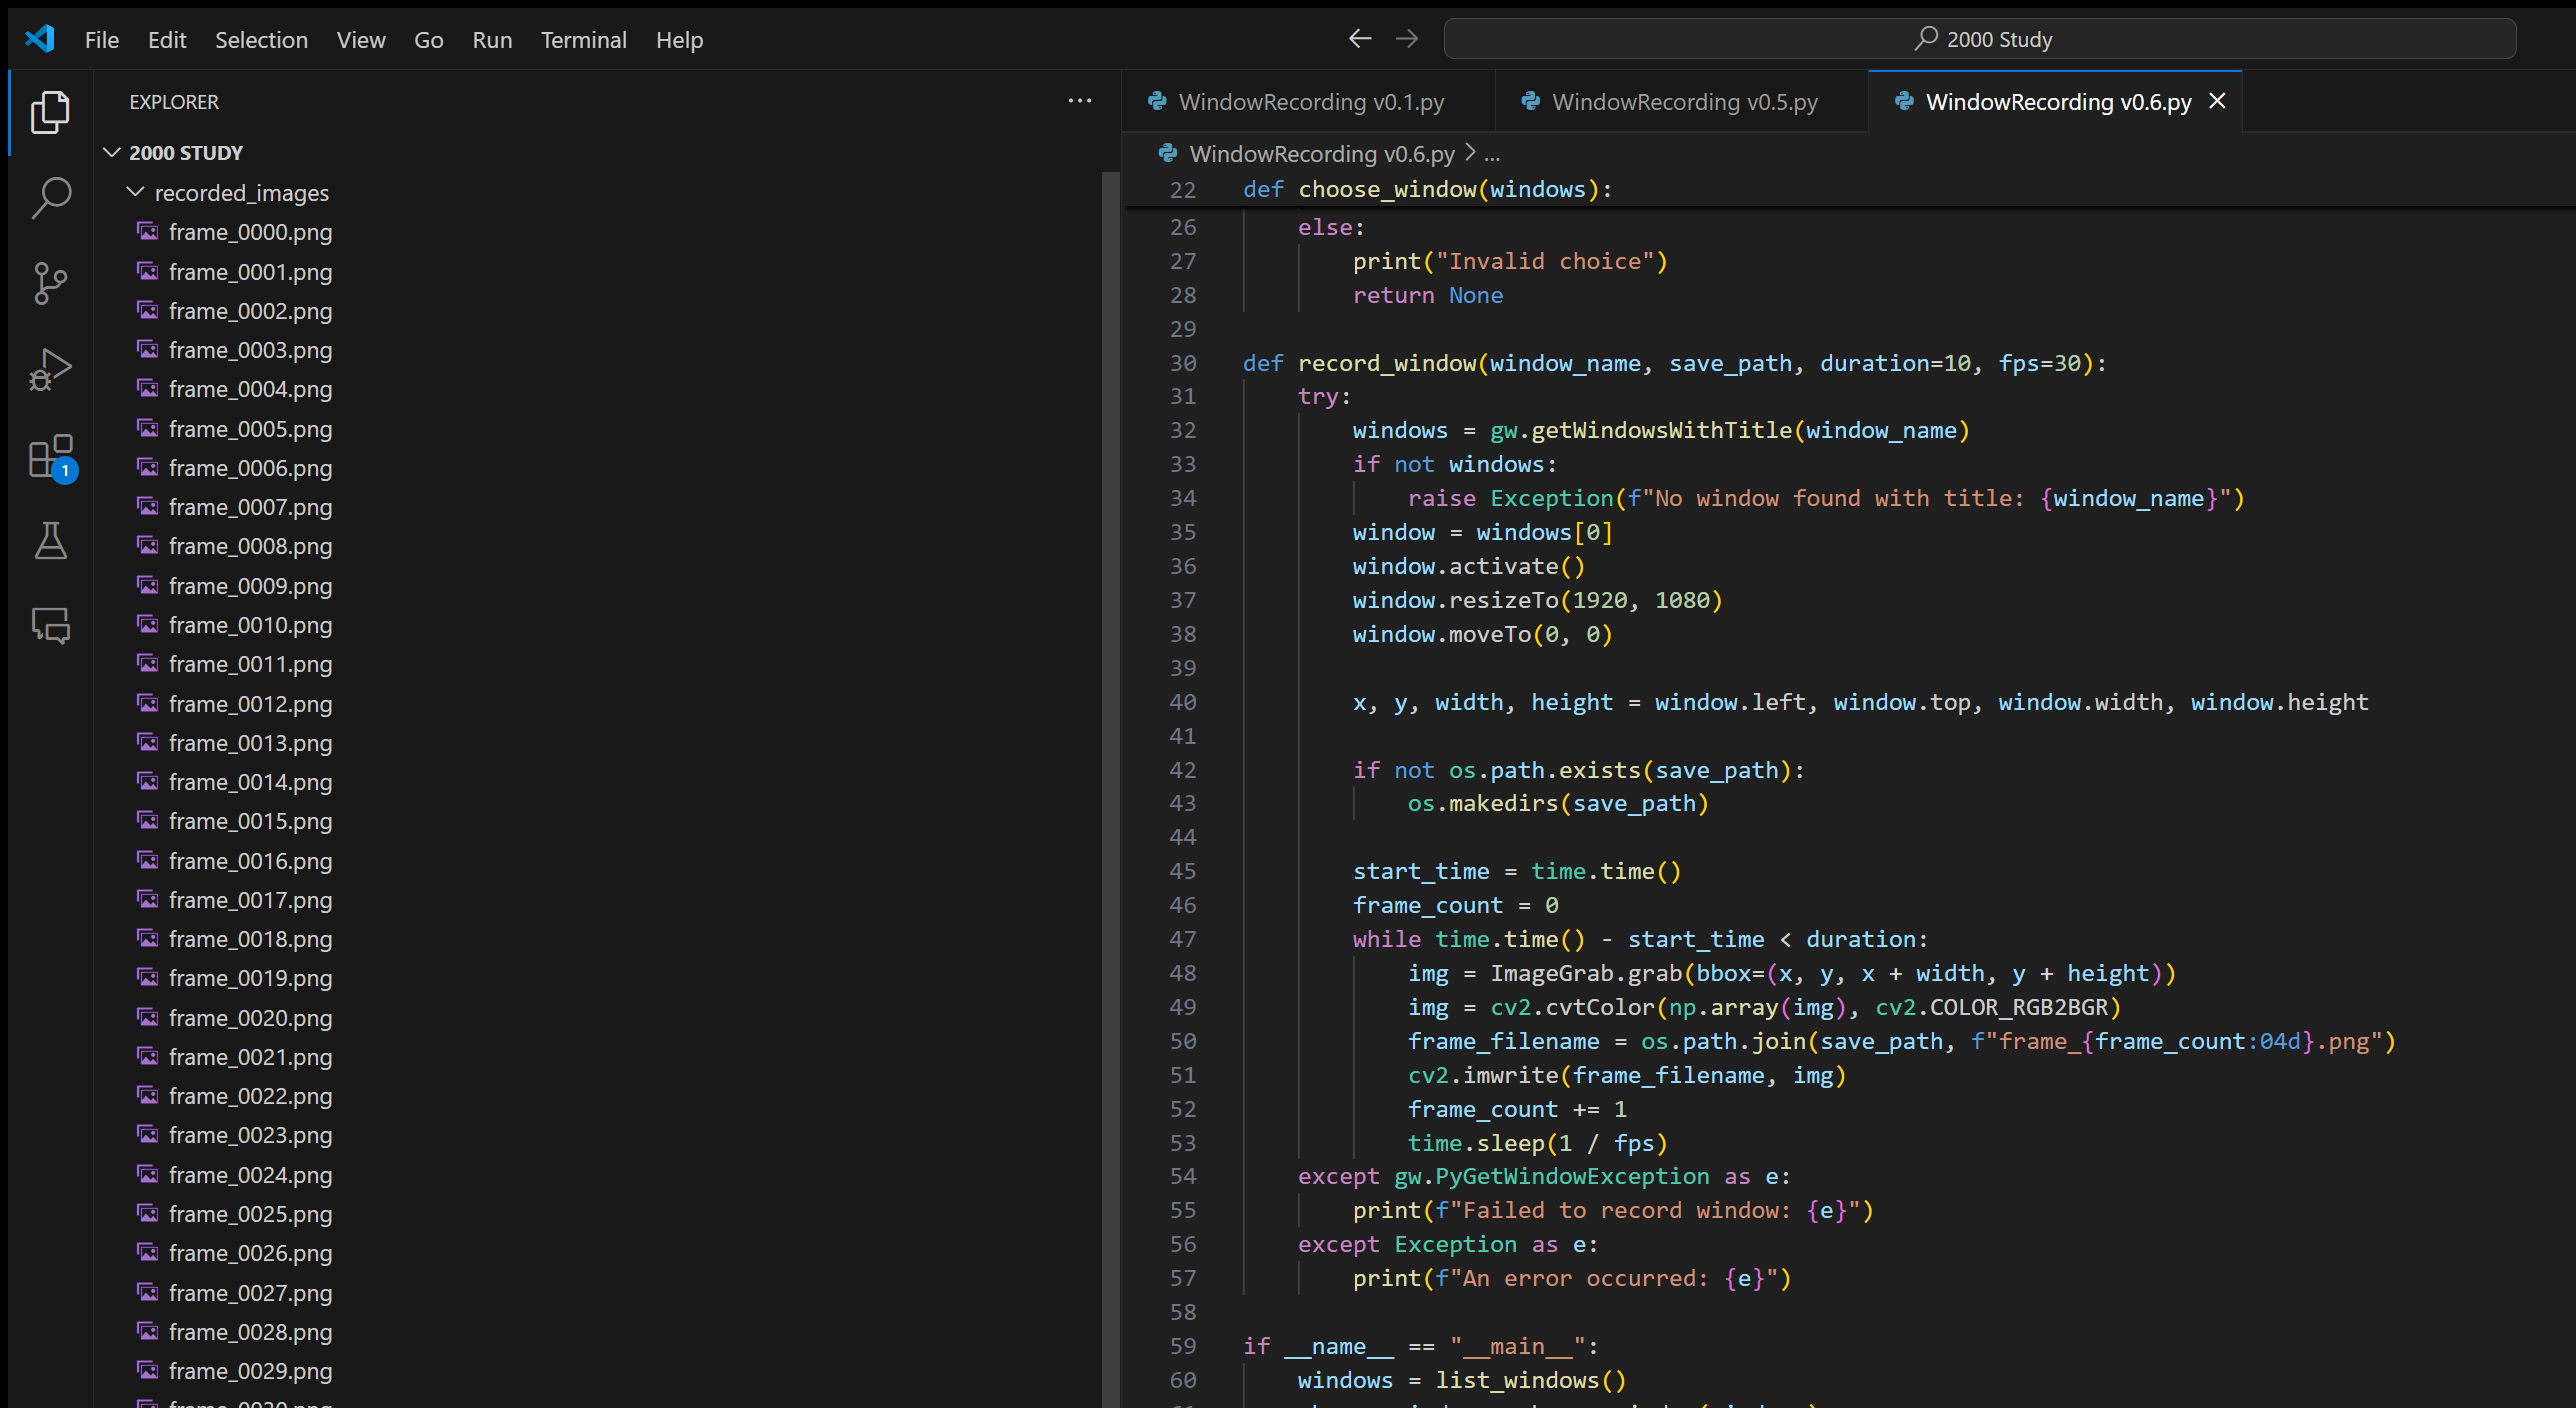 File Edit Selection View Go Run Terminal Help
2000 Study
EXPLORER
2000 STUDY
recorded_images
frame_0000.png
frame_0001.png
frame_0002.png
frame_0003.png
frame_0004.png
frame_0005.png
frame_0006.png
frame_0007.png
frame_0008.png
frame_0009.png
frame_0010.png
frame_0011.png
frame_0012.png
frame_0013.png
frame_0014.png
frame_0015.png
frame_0016.png
frame_0017.png
frame_0018.png
frame_0019.png
frame_0020.png
frame_0021.png
frame_0022.png
frame_0023.png
frame_0024.png
frame_0025.png
frame_0026.png
frame_0027.png
frame_0028.png
frame_0029.png
1
WindowRecording v0.1.py WindowRecording v0.5.py WindowRecording v0.6.py
WindowRecording v0.6.py > ...
22 def choose_window(windows):
26 else:
27 print("Invalid choice")
28 return None
29
30 def record_window(window_name, save_path, duration=10, fps=30):
31 try:
32 windows = gw.getWindowsWithTitle(window_name)
33 if not windows:
34 raise Exception(f"No window found with title: {window_name}")
35 window = windows[0]
36 window.activate()
37 window.resizeTo(1920, 1080)
38 window.moveTo(0, 0)
39
40 x, y, width, height = window.left, window.top, window.width, window.height
41
42 if not os.path.exists(save_path):
43 os.makedirs(save_path)
44
45 start_time = time.time()
46 frame_count = 0
47 while time.time() - start_time < duration:
48 img = ImageGrab.grab(bbox=(x, y, x + width, y + height))
49 img = cv2.cvtColor(np.array(img), cv2.COLOR_RGB2BGR)
50 frame_filename = os.path.join(save_path, f"frame_{frame_count:04d}.png")
51 cv2.imwrite(frame_filename, img)
52 frame_count += 1
53 time.sleep(1 / fps)
54 except gw.PyGetWindowException as e:
55 print(f"Failed to record window: {e}")
56 except Exception as e:
57 print(f"An error occurred: {e}")
58
59 if __name__ == "__main__":
60 windows = list_windows()